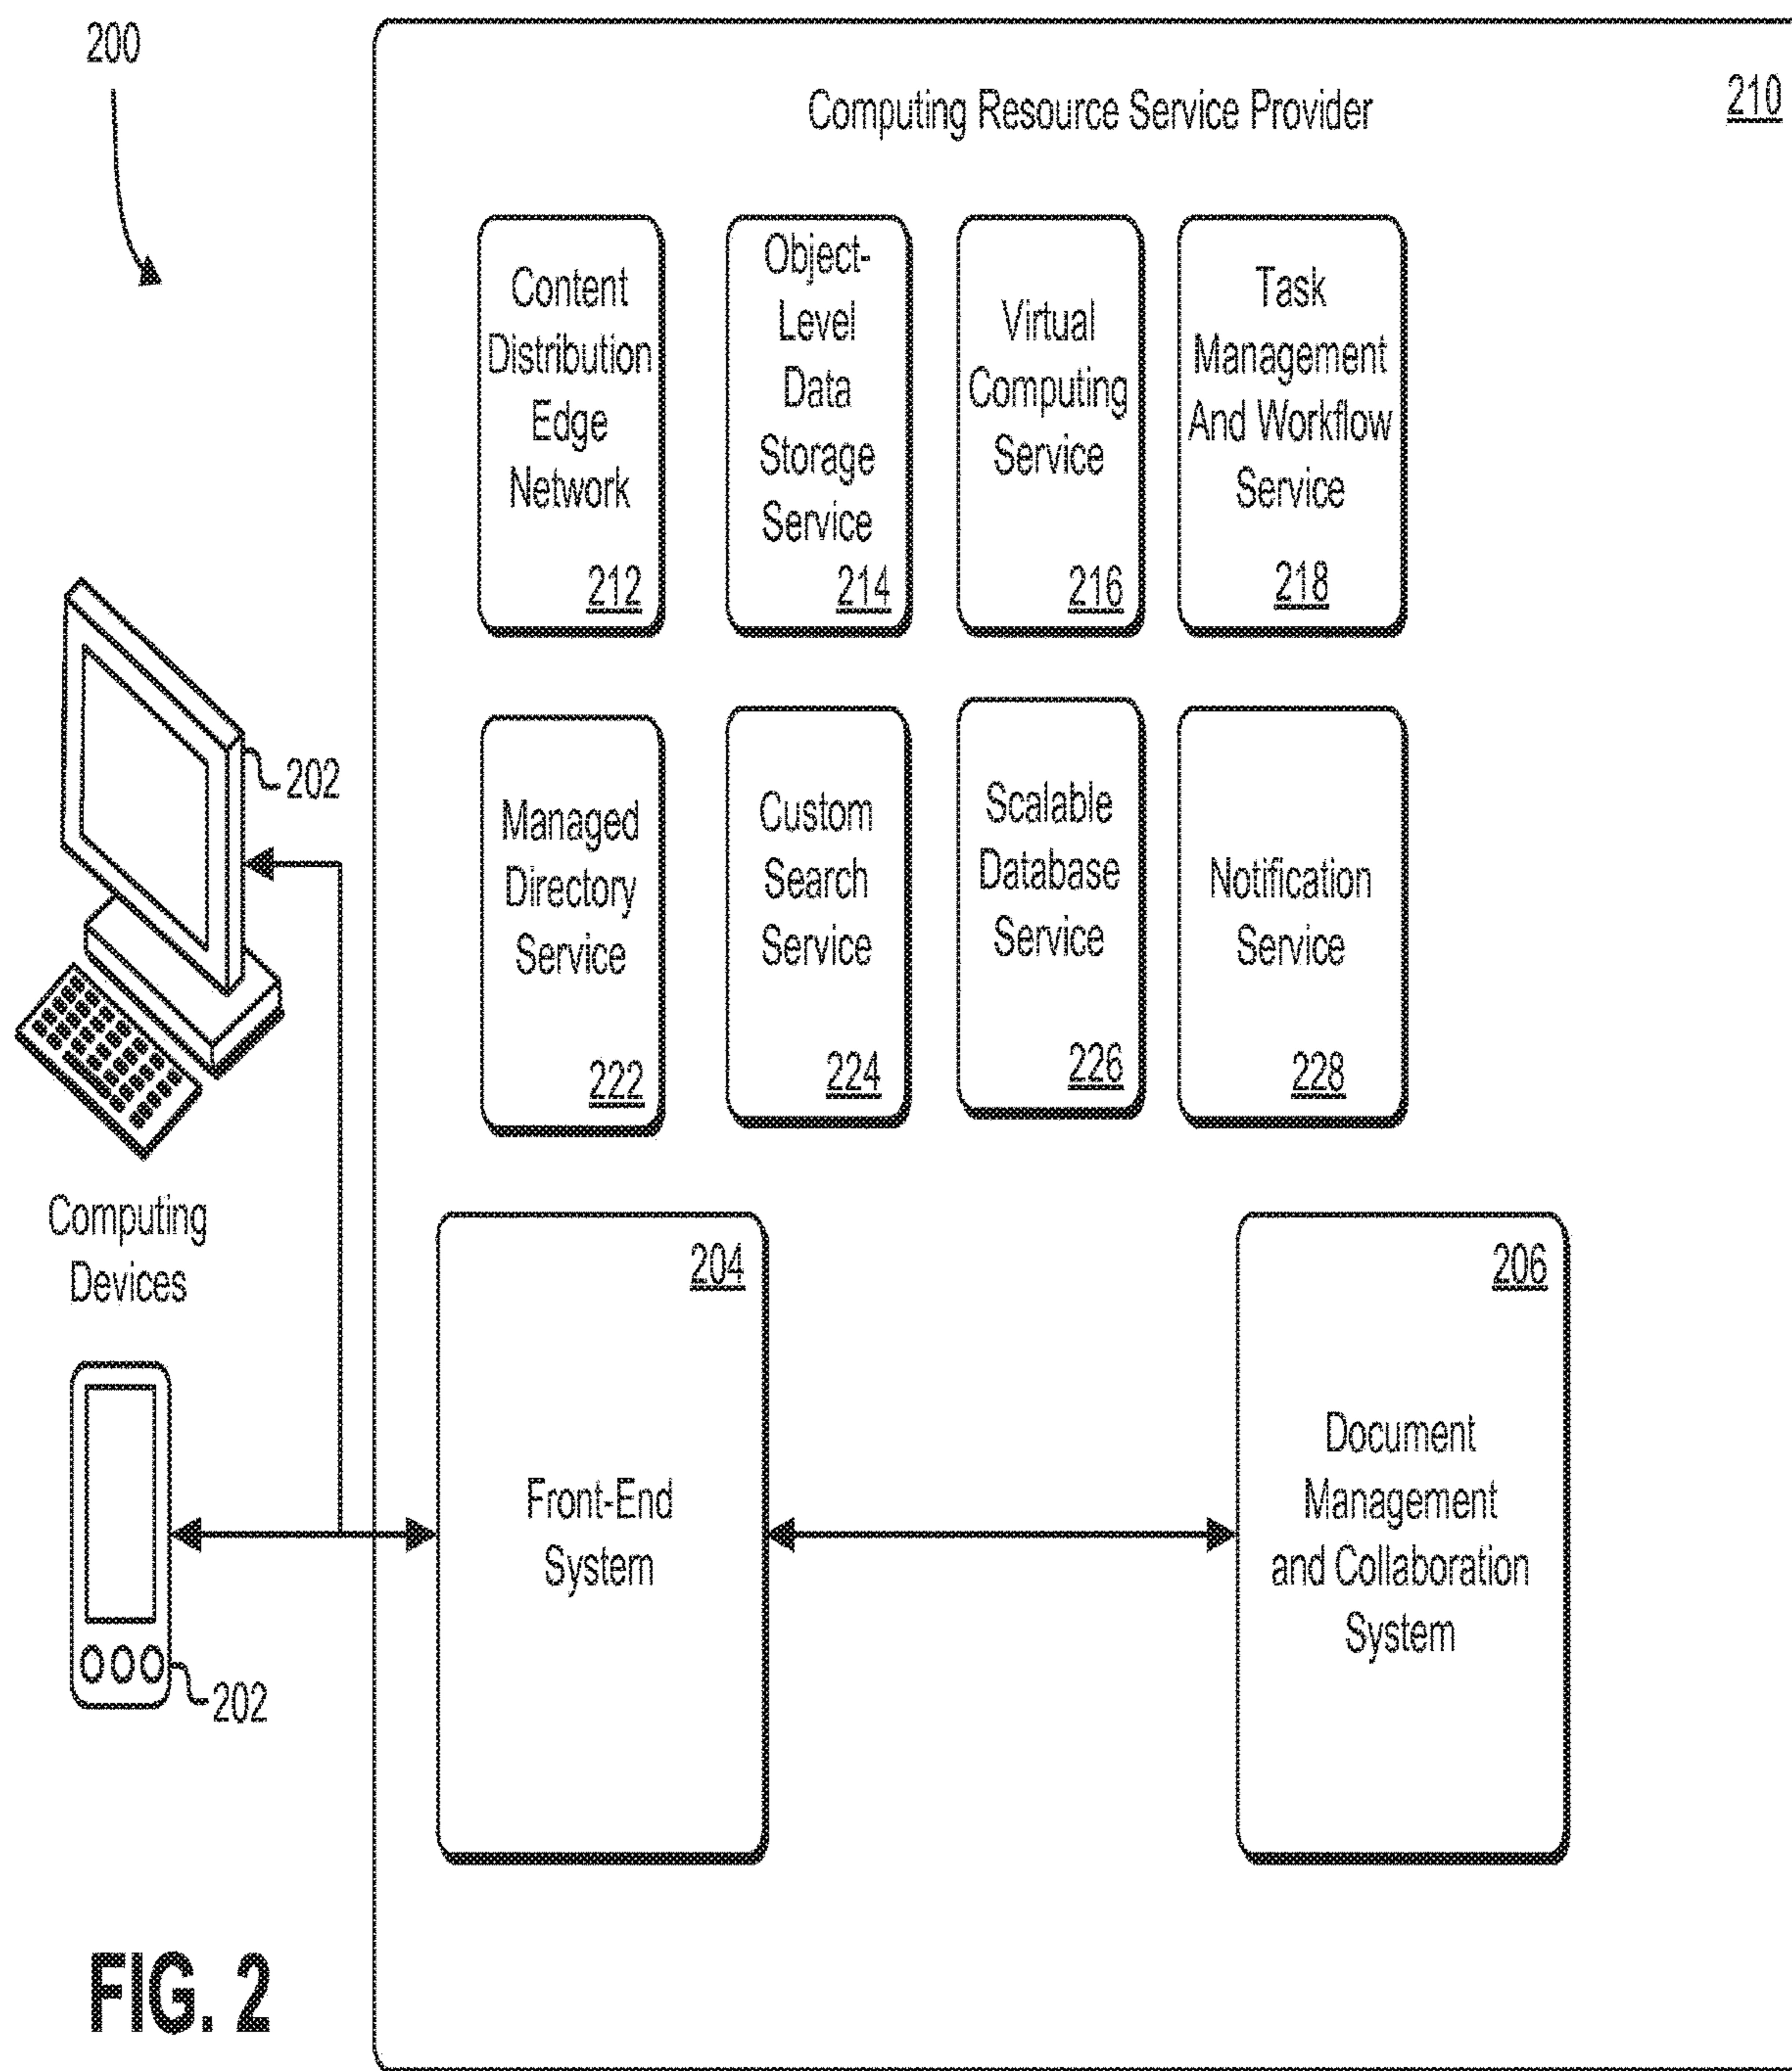 200
Computing Resource Service Provider
210
Content
Distribution
Edge
Network
212
Object-
Level
Data
Storage
Service
214
Virtual
Computing
Service
216
Task
Management
And Workflow
Service
218
202
Managed
Directory
Service
222
Custom
Search
Service
224
Scalable
Database
Service
226
Notification
Service
228
Computing
Devices
202
204
Front-End
System
206
Document
Management
and Collaboration
System
FIG. 2